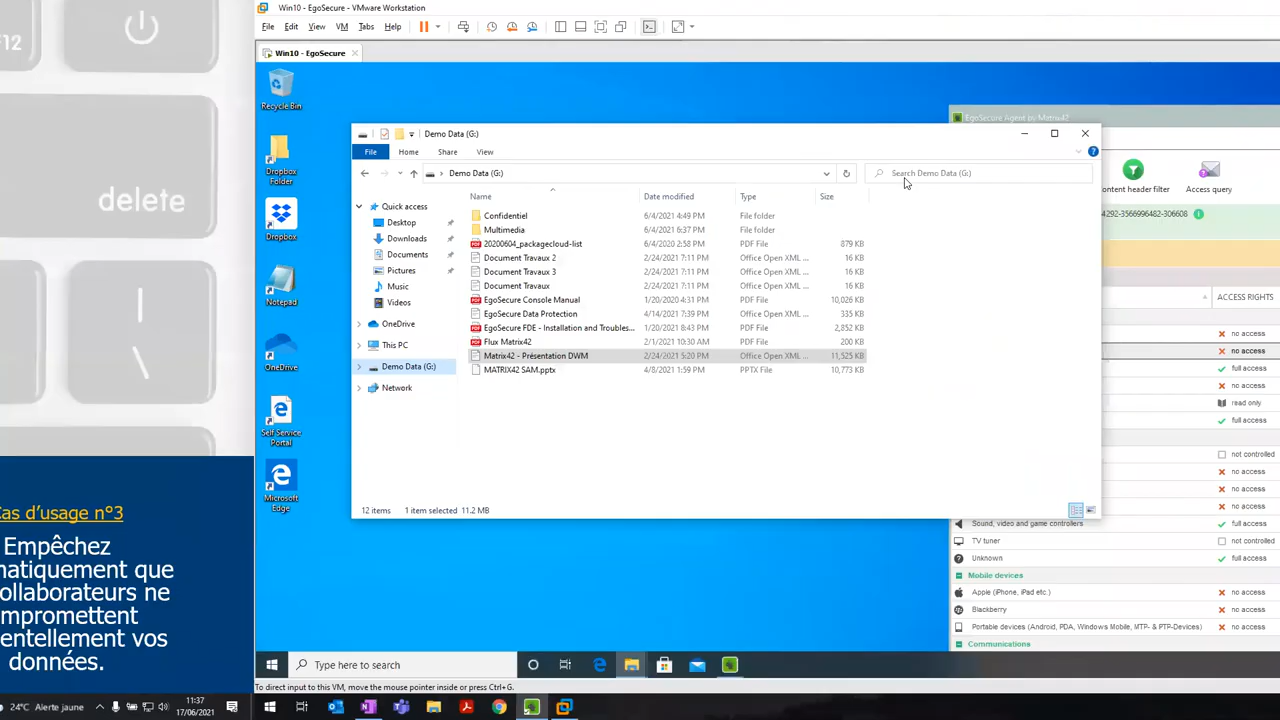 F12
delete
|
\
Cas d'usage n°3
Empêchez
matiquement que
ollaborateurs ne
mpromettent
entellement vos
données.
Win10 - EgoSecure - VMware Workstation
File Edit View VM Tabs Help
Win10 - EgoSecure
Recycle Bin
Dropbox
Folder
Dropbox
Notepad
OneDrive
Self Service
Portal
Microsoft
Edge
EgoSecure Agent by Matrix42
ontent header filter
Access query
4292-3566996482-306608
Demo Data (G:)
File Home Share View
Demo Data (G:)
Search Demo Data (G:)
Quick access
Desktop
Downloads
Documents
Pictures
Music
Videos
OneDrive
This PC
Demo Data (G:)
Network
Name Date modified Type Size
Confidentiel 6/4/2021 4:49 PM File folder
Multimedia 6/4/2021 6:37 PM File folder
20200604_packagecloud-list 6/4/2020 2:58 PM PDF File 879 KB
Document Travaux 2 2/24/2021 7:11 PM Office Open XML ... 16 KB
Document Travaux 3 2/24/2021 7:11 PM Office Open XML ... 16 KB
Document Travaux 2/24/2021 7:11 PM Office Open XML ... 16 KB
EgoSecure Console Manual 1/20/2020 4:31 PM PDF File 10,026 KB
EgoSecure Data Protection 4/14/2021 7:39 PM Office Open XML ... 335 KB
EgoSecure FDE - Installation and Troubles... 1/20/2021 8:43 PM PDF File 2,852 KB
Flux Matrix42 2/1/2021 10:30 AM PDF File 200 KB
Matrix42 - Présentation DWM 2/24/2021 5:20 PM Office Open XML ... 11,525 KB
MATRIX42 SAM.pptx 4/8/2021 1:59 PM PPTX File 10,773 KB
12 items 1 item selected 11.2 MB
ACCESS RIGHTS
no access
no access
full access
no access
read only
full access
not controlled
no access
no access
no access
Sound, video and game controllers full access
TV tuner not controlled
Unknown full access
Mobile devices
Apple (iPhone, iPad etc.) no access
Blackberry no access
Portable devices (Android, PDA, Windows Mobile, MTP- & PTP-Devices) no access
Communications
Type here to search
To direct input to this VM, move the mouse pointer inside or press Ctrl+G.
24°C Alerte jaune
11:37
17/06/2021